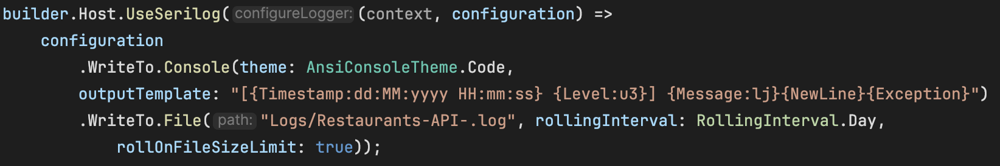 builder.Host.UseSerilog( configureLogger: (context, configuration) =>
configuration
.WriteTo.Console(theme: AnsiConsoleTheme.Code,
outputTemplate: "[{Timestamp:dd:MM:yyyy HH:mm:ss} {Level:u3}] {Message:lj}{NewLine}{Exception}")
.WriteTo.File( path: "Logs/Restaurants-API-.log", rollingInterval: RollingInterval.Day,
rollOnFileSizeLimit: true));